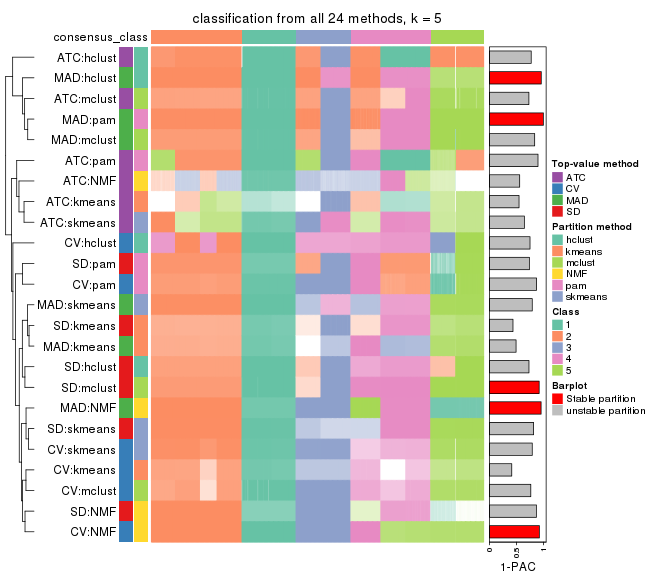 classification from all 24 methods, k = 5
consensus_class
ATC:hclust
MAD:hclust
ATC:mclust
MAD:pam
MAD:mclust
ATC:pam
ATC:NMF
ATC:kmeans
ATC:skmeans
CV:hclust
SD:pam
CV:pam
MAD:skmeans
SD:kmeans
MAD:kmeans
SD:hclust
SD:mclust
MAD:NMF
SD:skmeans
CV:skmeans
CV:kmeans
CV:mclust
SD:NMF
CV:NMF
0
0.5
1
1-PAC
Top-value method
ATC
CV
MAD
SD
Partition method
hclust
kmeans
mclust
NMF
pam
skmeans
Class
1
2
3
4
5
Barplot
Stable partition
unstable partition